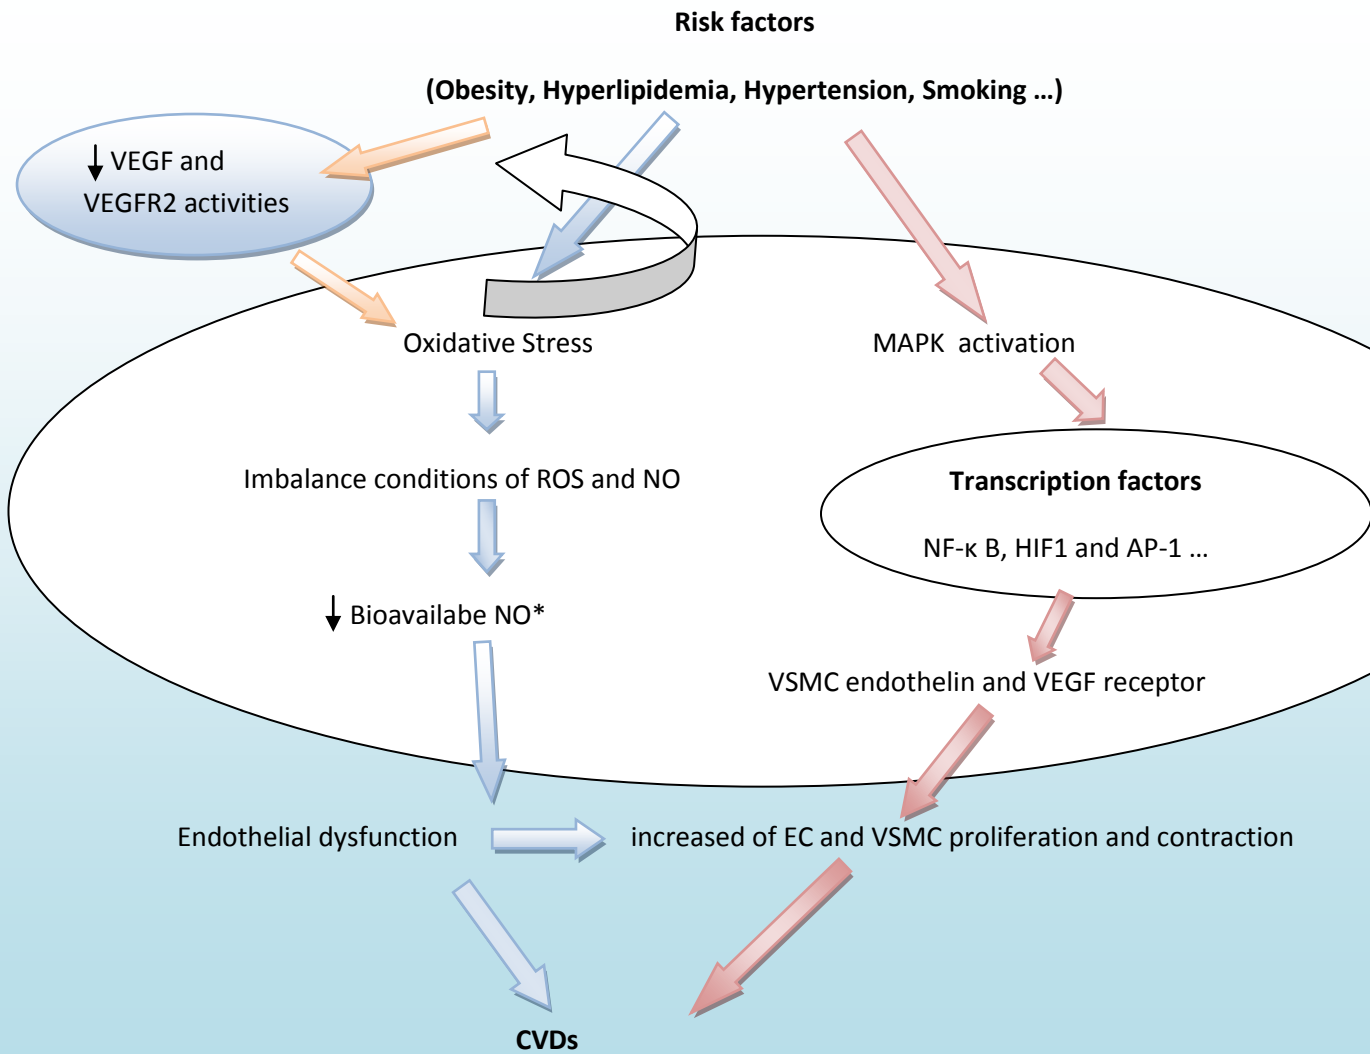 Risk factors
(Obesity, Hyperlipidemia, Hypertension, Smoking ...)
VEGF and
VEGFR2 activities
Oxidative Stress
MAPK activation
Imbalance conditions of ROS and NO
Transcription factors
NF-κ B, HIF1 and AP-1 ...
Bioavailabe NO*
VSMC endothelin and VEGF receptor
Endothelial dysfunction
increased of EC and VSMC proliferation and contraction
CVDs